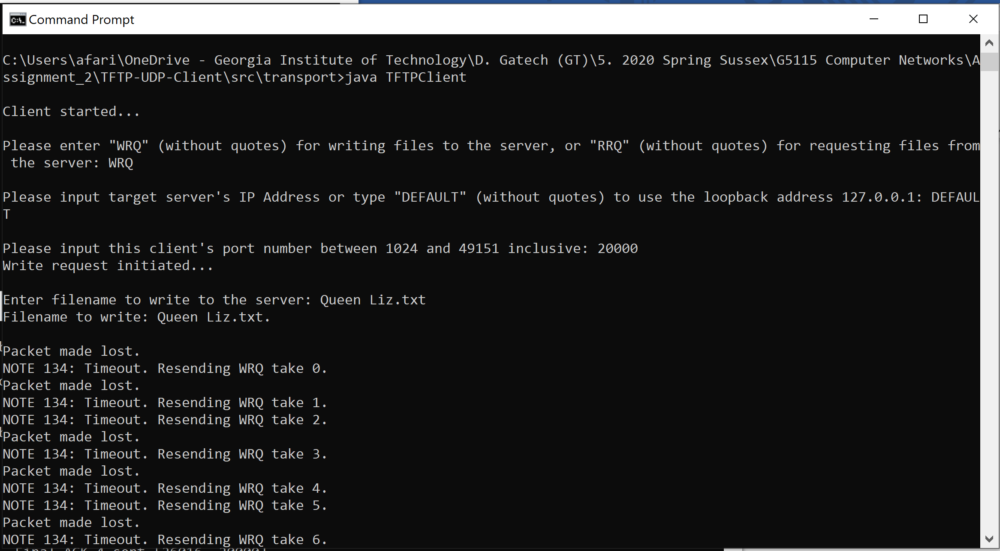 Command Prompt
C:\Users\afari\OneDrive - Georgia Institute of Technology\D. Gatech (GT)\5. 2020 Spring Sussex\G5115 Computer Networks\A
ssignment_2\TFTP-UDP-Client\src\transport>java TFTPClient
Client started...
Please enter "WRQ" (without quotes) for writing files to the server, or "RRQ" (without quotes) for requesting files from
 the server: WRQ
Please input target server's IP Address or type "DEFAULT" (without quotes) to use the loopback address 127.0.0.1: DEFAUL
T
Please input this client's port number between 1024 and 49151 inclusive: 20000
Write request initiated...
Enter filename to write to the server: Queen Liz.txt
Filename to write: Queen Liz.txt.
Packet made lost.
NOTE 134: Timeout. Resending WRQ take 0.
Packet made lost.
NOTE 134: Timeout. Resending WRQ take 1.
NOTE 134: Timeout. Resending WRQ take 2.
Packet made lost.
NOTE 134: Timeout. Resending WRQ take 3.
Packet made lost.
NOTE 134: Timeout. Resending WRQ take 4.
NOTE 134: Timeout. Resending WRQ take 5.
Packet made lost.
NOTE 134: Timeout. Resending WRQ take 6.